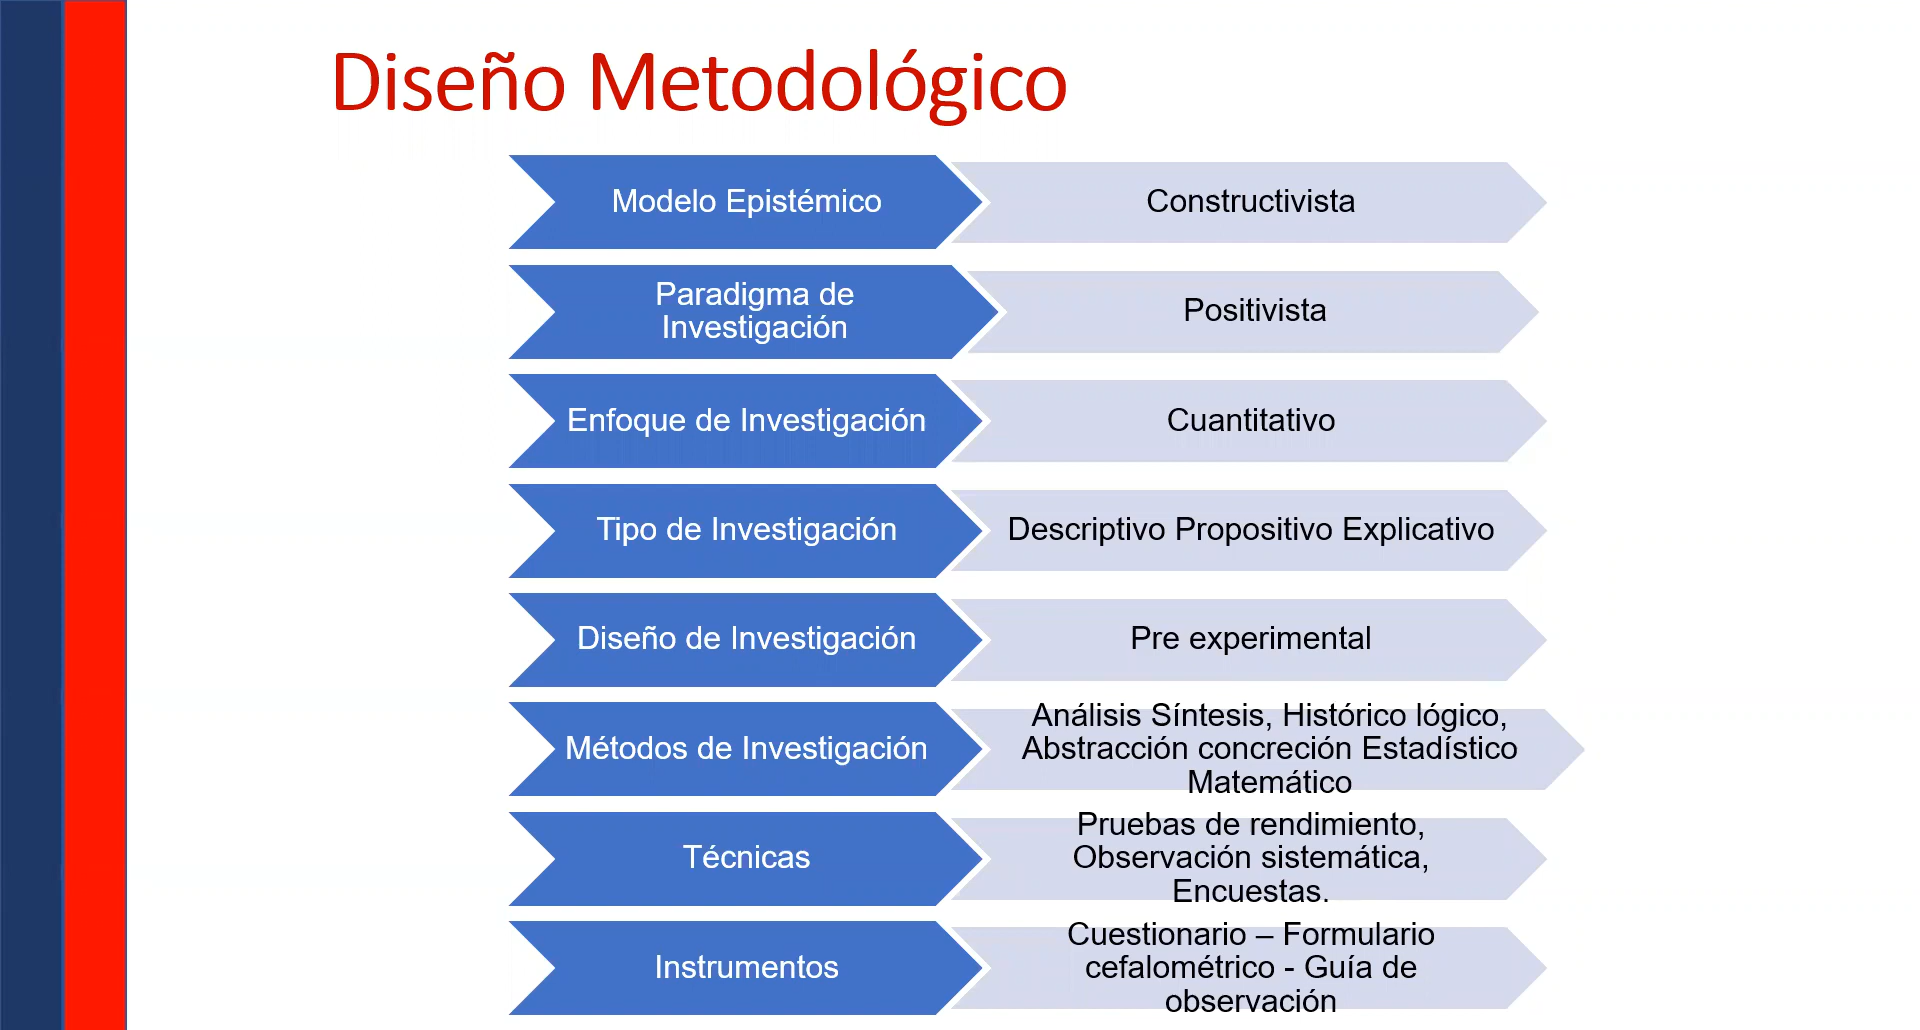 Diseño Metodológico
Modelo Epistémico
Constructivista
Paradigma de
Investigación
Positivista
Enfoque de Investigación
Cuantitativo
Tipo de Investigación
Descriptivo Propositivo Explicativo
Diseño de Investigación
Pre experimental
Métodos de Investigación
Análisis Síntesis, Histórico lógico,
Abstracción concreción Estadístico
Matemático
Técnicas
Pruebas de rendimiento,
Observación sistemática,
Encuestas.
Instrumentos
Cuestionario – Formulario
cefalométrico - Guía de
observación